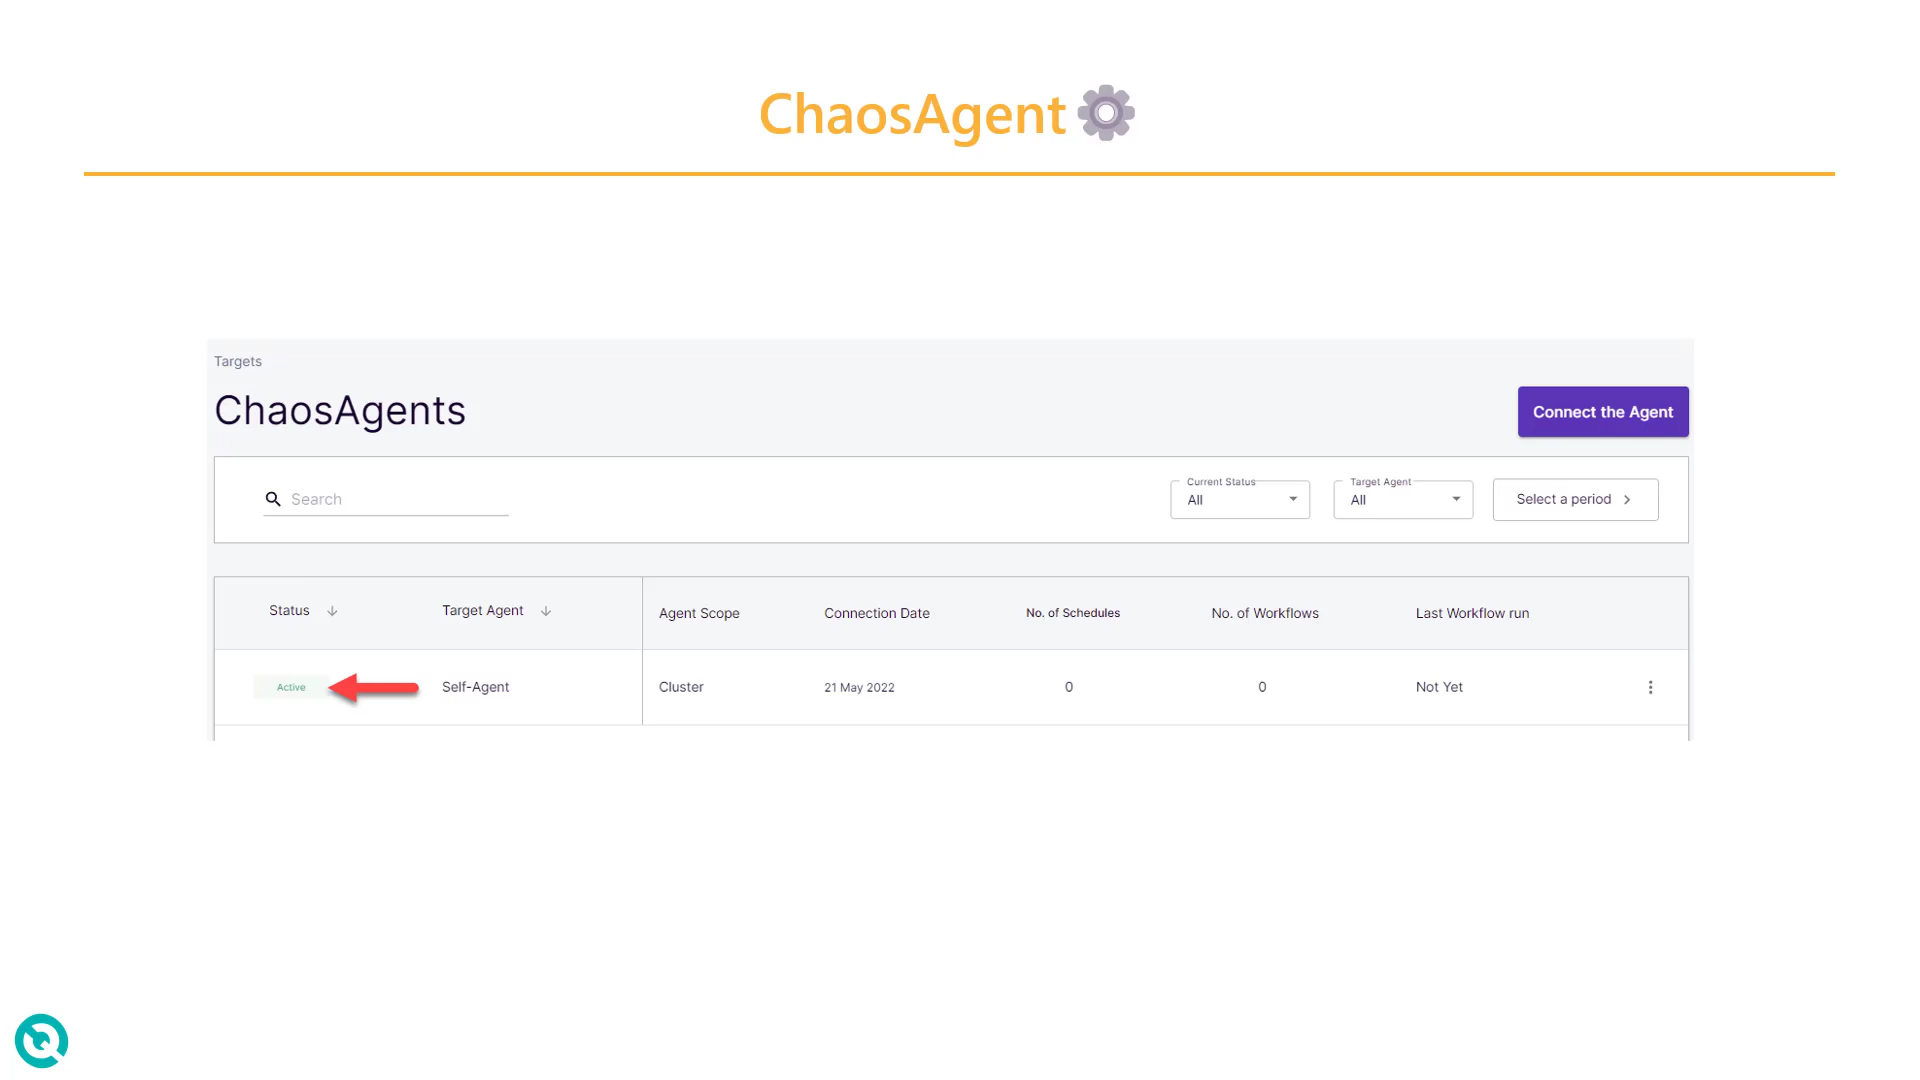 ChaosAgent
Targets
ChaosAgents
Connect the Agent
Search
Current Status
All
Target Agent
All
Select a period
Status Target Agent Agent Scope Connection Date No. of Schedules No. of Workflows Last Workflow run
Active Self-Agent Cluster 21 May 2022 0 0 Not Yet